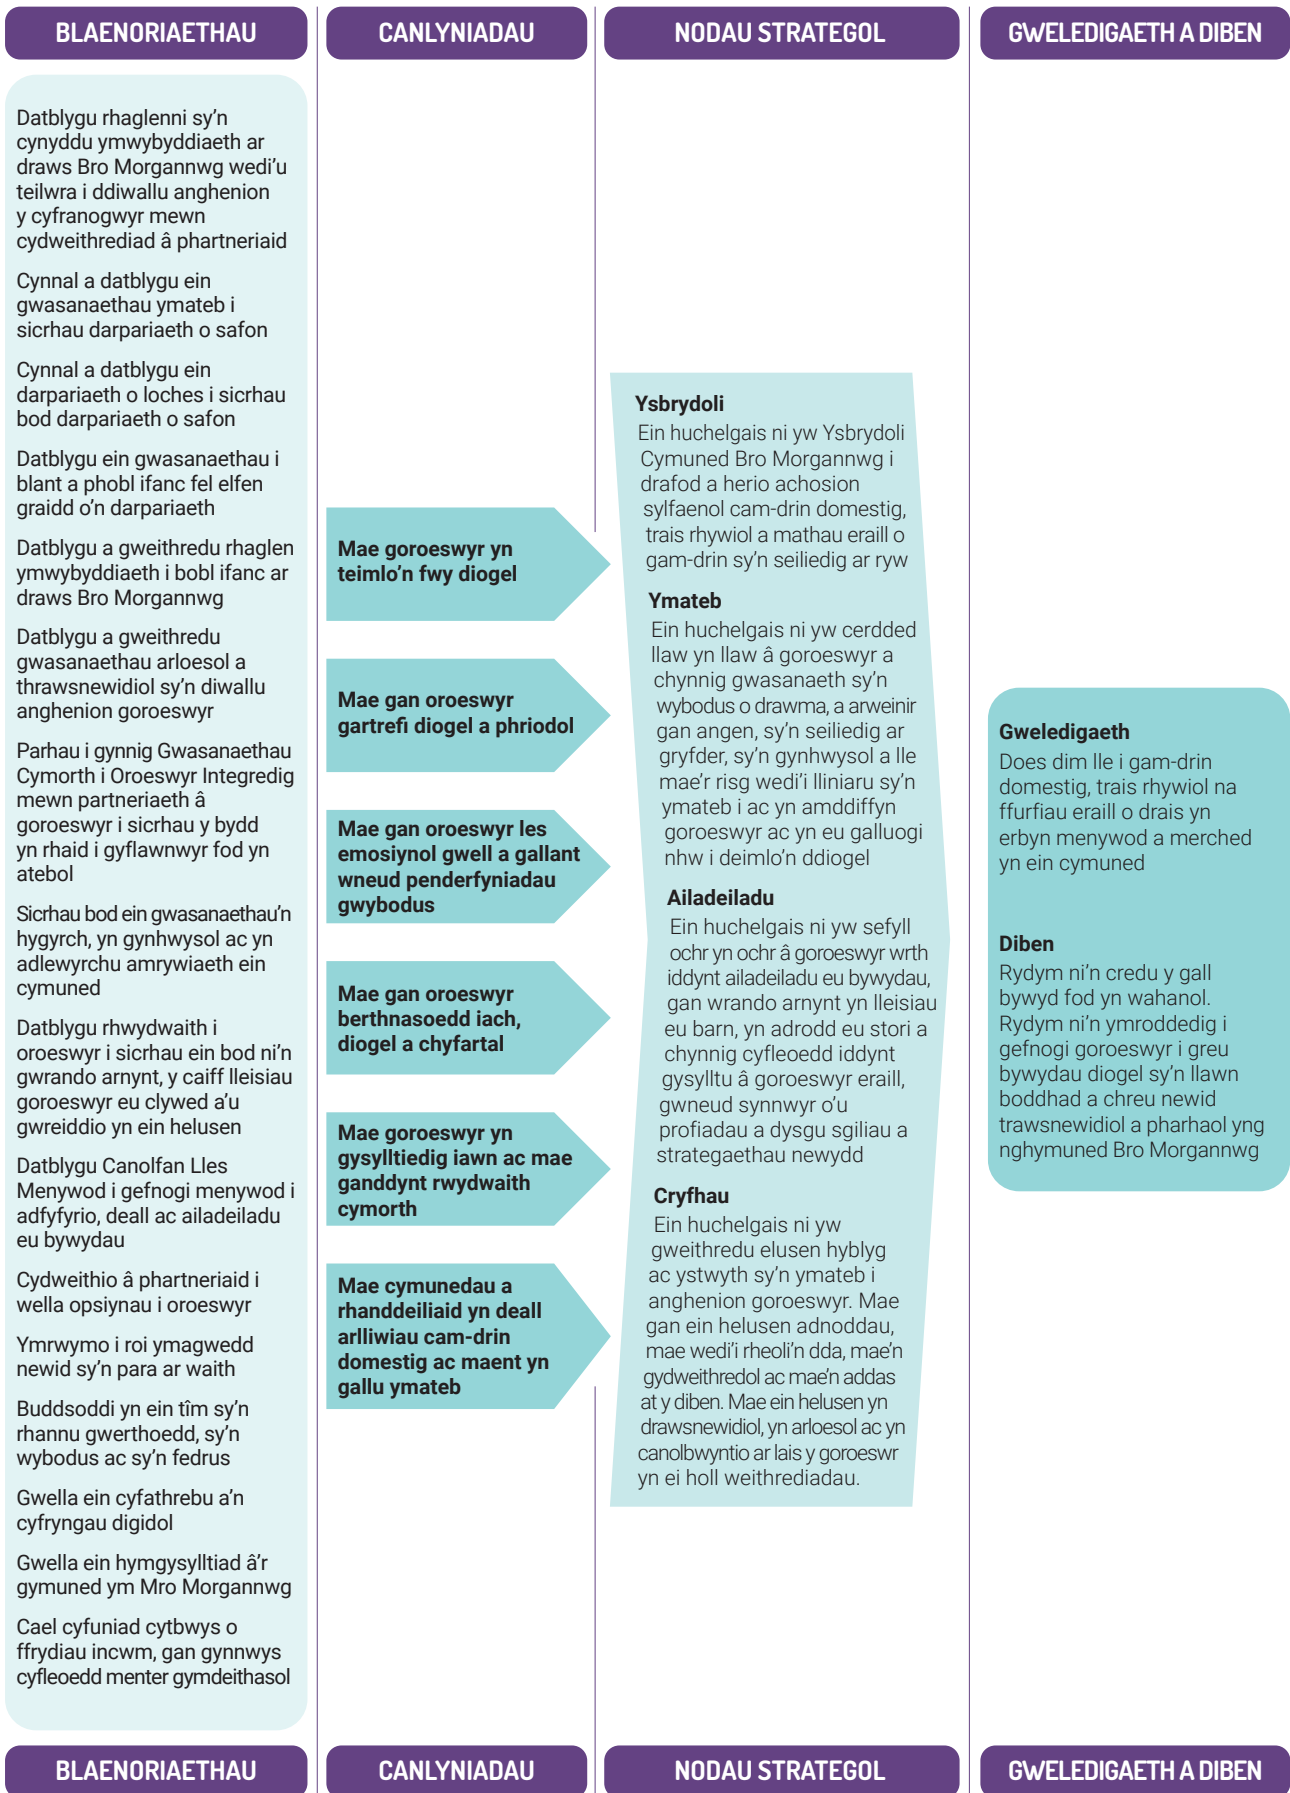 BLAENORIAETHAU
Datblygu rhaglenni sy'n
cynyddu ymwybyddiaeth ar
draws Bro Morgannwg wedi'u
teilwra i ddiwallu anghenion
y cyfranogwyr mewn
cydweithrediad â phartneriaid
Cynnal a datblygu ein
gwasanaethau ymateb i
sicrhau darpariaeth o safon
Cynnal a datblygu ein
darpariaeth o loches i sicrhau
bod darpariaeth o safon
Datblygu ein gwasanaethau i
blant a phobl ifanc fel elfen
graidd o'n darpariaeth
Datblygu a gweithredu rhaglen
ymwybyddiaeth i bobl ifanc ar
draws Bro Morgannwg
Datblygu a gweithredu
gwasanaethau arloesol a
thrawsnewidiol sy'n diwallu
anghenion goroeswyr
Parhau i gynnig Gwasanaethau
Cymorth i Oroeswyr Integredig
mewn partneriaeth â
goroeswyr i sicrhau y bydd
yn rhaid i gyflawnwyr fod yn
atebol
Sicrhau bod ein gwasanaethau'n
hygyrch, yn gynhwysol ac yn
adlewyrchu amrywiaeth ein
cymuned
Datblygu rhwydwaith i
oroeswyr i sicrhau ein bod ni'n
gwrando arnynt, y caiff lleisiau
goroeswyr eu clywed a'u
gwreiddio yn ein helusen
Datblygu Canolfan Lles
Menywod i gefnogi menywod i
adfyfyrio, deall ac ailadeiladu
eu bywydau
Cydweithio â phartneriaid i
wella opsiynau i oroeswyr
Ymrwymo i roi ymagwedd
newid sy'n para ar waith
Buddsoddi yn ein tîm sy'n
rhannu gwerthoedd, sy'n
wybodus ac sy'n fedrus
Gwella ein cyfathrebu a'n
cyfryngau digidol
Gwella ein hymgysylltiad â'r
gymuned ym Mro Morgannwg
Cael cyfuniad cytbwys o
ffrydiau incwm, gan gynnwys
cyfleoedd menter gymdeithasol
BLAENORIAETHAU
CANLYNIADAU
Mae goroeswyr yn
teimlo'n fwy diogel
Mae gan oroeswyr
gartrefi diogel a phriodol
Mae gan oroeswyr les
emosiynol gwell a gallant
wneud penderfyniadau
gwybodus
Mae gan oroeswyr
berthnasoedd iach,
diogel a chyfartal
Mae goroeswyr yn
gysylltiedig iawn ac mae
ganddynt rwydwaith
cymorth
Mae cymunedau a
rhanddeiliaid yn deall
arlliwiau cam-drin
domestig ac maent yn
gallu ymateb
CANLYNIADAU
NODAU STRATEGOL
Ysbrydoli
Ein huchelgais ni yw Ysbrydoli
Cymuned Bro Morgannwg i
drafod a herio achosion
sylfaenol cam-drin domestig,
trais rhywiol a mathau eraill o
gam-drin sy'n seiliedig ar ryw
Ymateb
Ein huchelgais ni yw cerdded
llaw yn llaw â goroeswyr a
chynnig gwasanaeth sy'n
wybodus o drawma, a arweinir
gan angen, sy'n seiliedig ar
gryfder, sy'n gynhwysol a lle
mae'r risg wedi'i lliniaru sy'n
ymateb i ac yn amddiffyn
goroeswyr ac yn eu galluogi
nhw i deimlo'n ddiogel
Ailadeiladu
Ein huchelgais ni yw sefyll
ochr yn ochr â goroeswyr wrth
iddynt ailadeiladu eu bywydau,
gan wrando arnynt yn lleisiau
eu barn, yn adrodd eu stori a
chynnig cyfleoedd iddynt
gysylltu â goroeswyr eraill,
gwneud synnwyr o'u
profiadau a dysgu sgiliau a
strategaethau newydd
Cryfhau
Ein huchelgais ni yw
gweithredu elusen hyblyg
ac ystwyth sy'n ymateb i
anghenion goroeswyr. Mae
gan ein helusen adnoddau,
mae wedi'i rheoli'n dda, mae'n
gydweithredol ac mae'n addas
at y diben. Mae ein helusen yn
drawsnewidiol, yn arloesol ac yn
canolbwyntio ar lais y goroeswr
yn ei holl weithrediadau.
NODAU STRATEGOL
GWELEDIGAETH A DIBEN
Gweledigaeth
Does dim lle i gam-drin
domestig, trais rhywiol na
ffurfiau eraill o drais yn
erbyn menywod a merched
yn ein cymuned
Diben
Rydym ni'n credu y gall
bywyd fod yn wahanol.
Rydym ni'n ymroddedig i
gefnogi goroeswyr i greu
bywydau diogel sy'n llawn
boddhad a chreu newid
trawsnewidiol a pharhaol yng
nghymuned Bro Morgannwg
GWELEDIGAETH A DIBEN